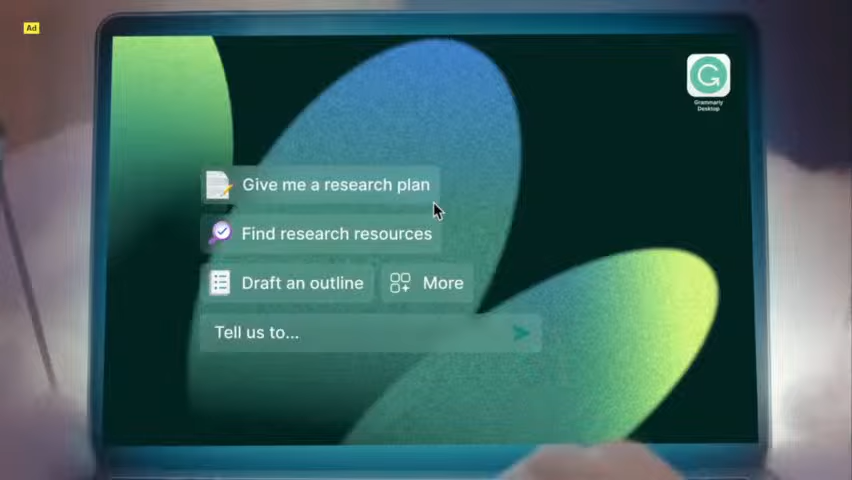 Ad
Grammarly
Desktop
Give me a research plan
Find research resources
Draft an outline
More
Tell us to...